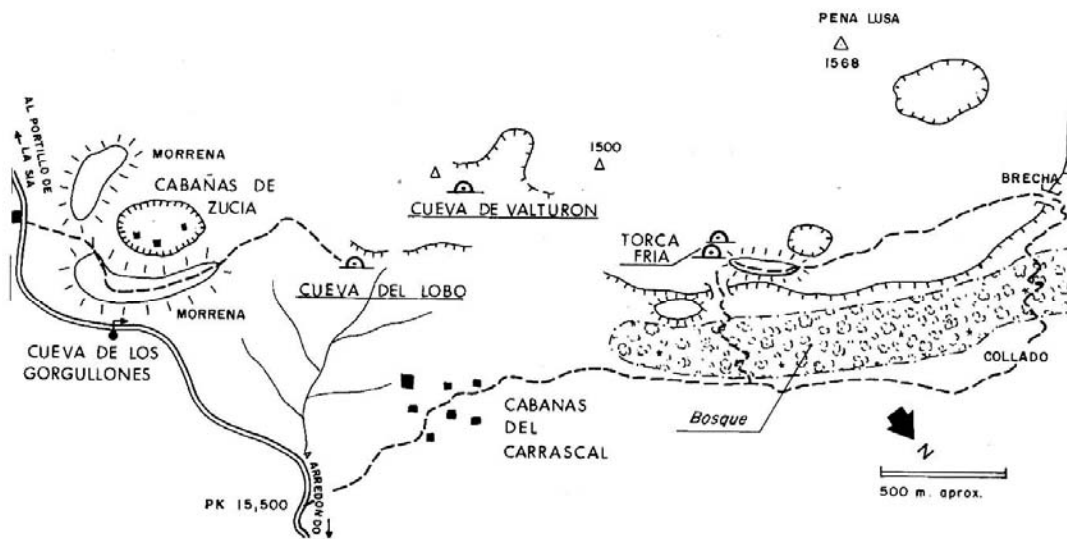 PENA LUSA
1568
AL PORTILLO DE
LA SIA
MORRENA
CABAÑAS DE
ZUCIA
1500
CUEVA DE VALTURON
BRECHA
TORCA
FRIA
CUEVA DEL LOBO
MORRENA
CUEVA DE LOS
GORGULLONES
COLLADO
CABANAS
DEL
CARRASCAL
Bosque
N
A ARREDONDO
PK 15,500
500 m. aprox.